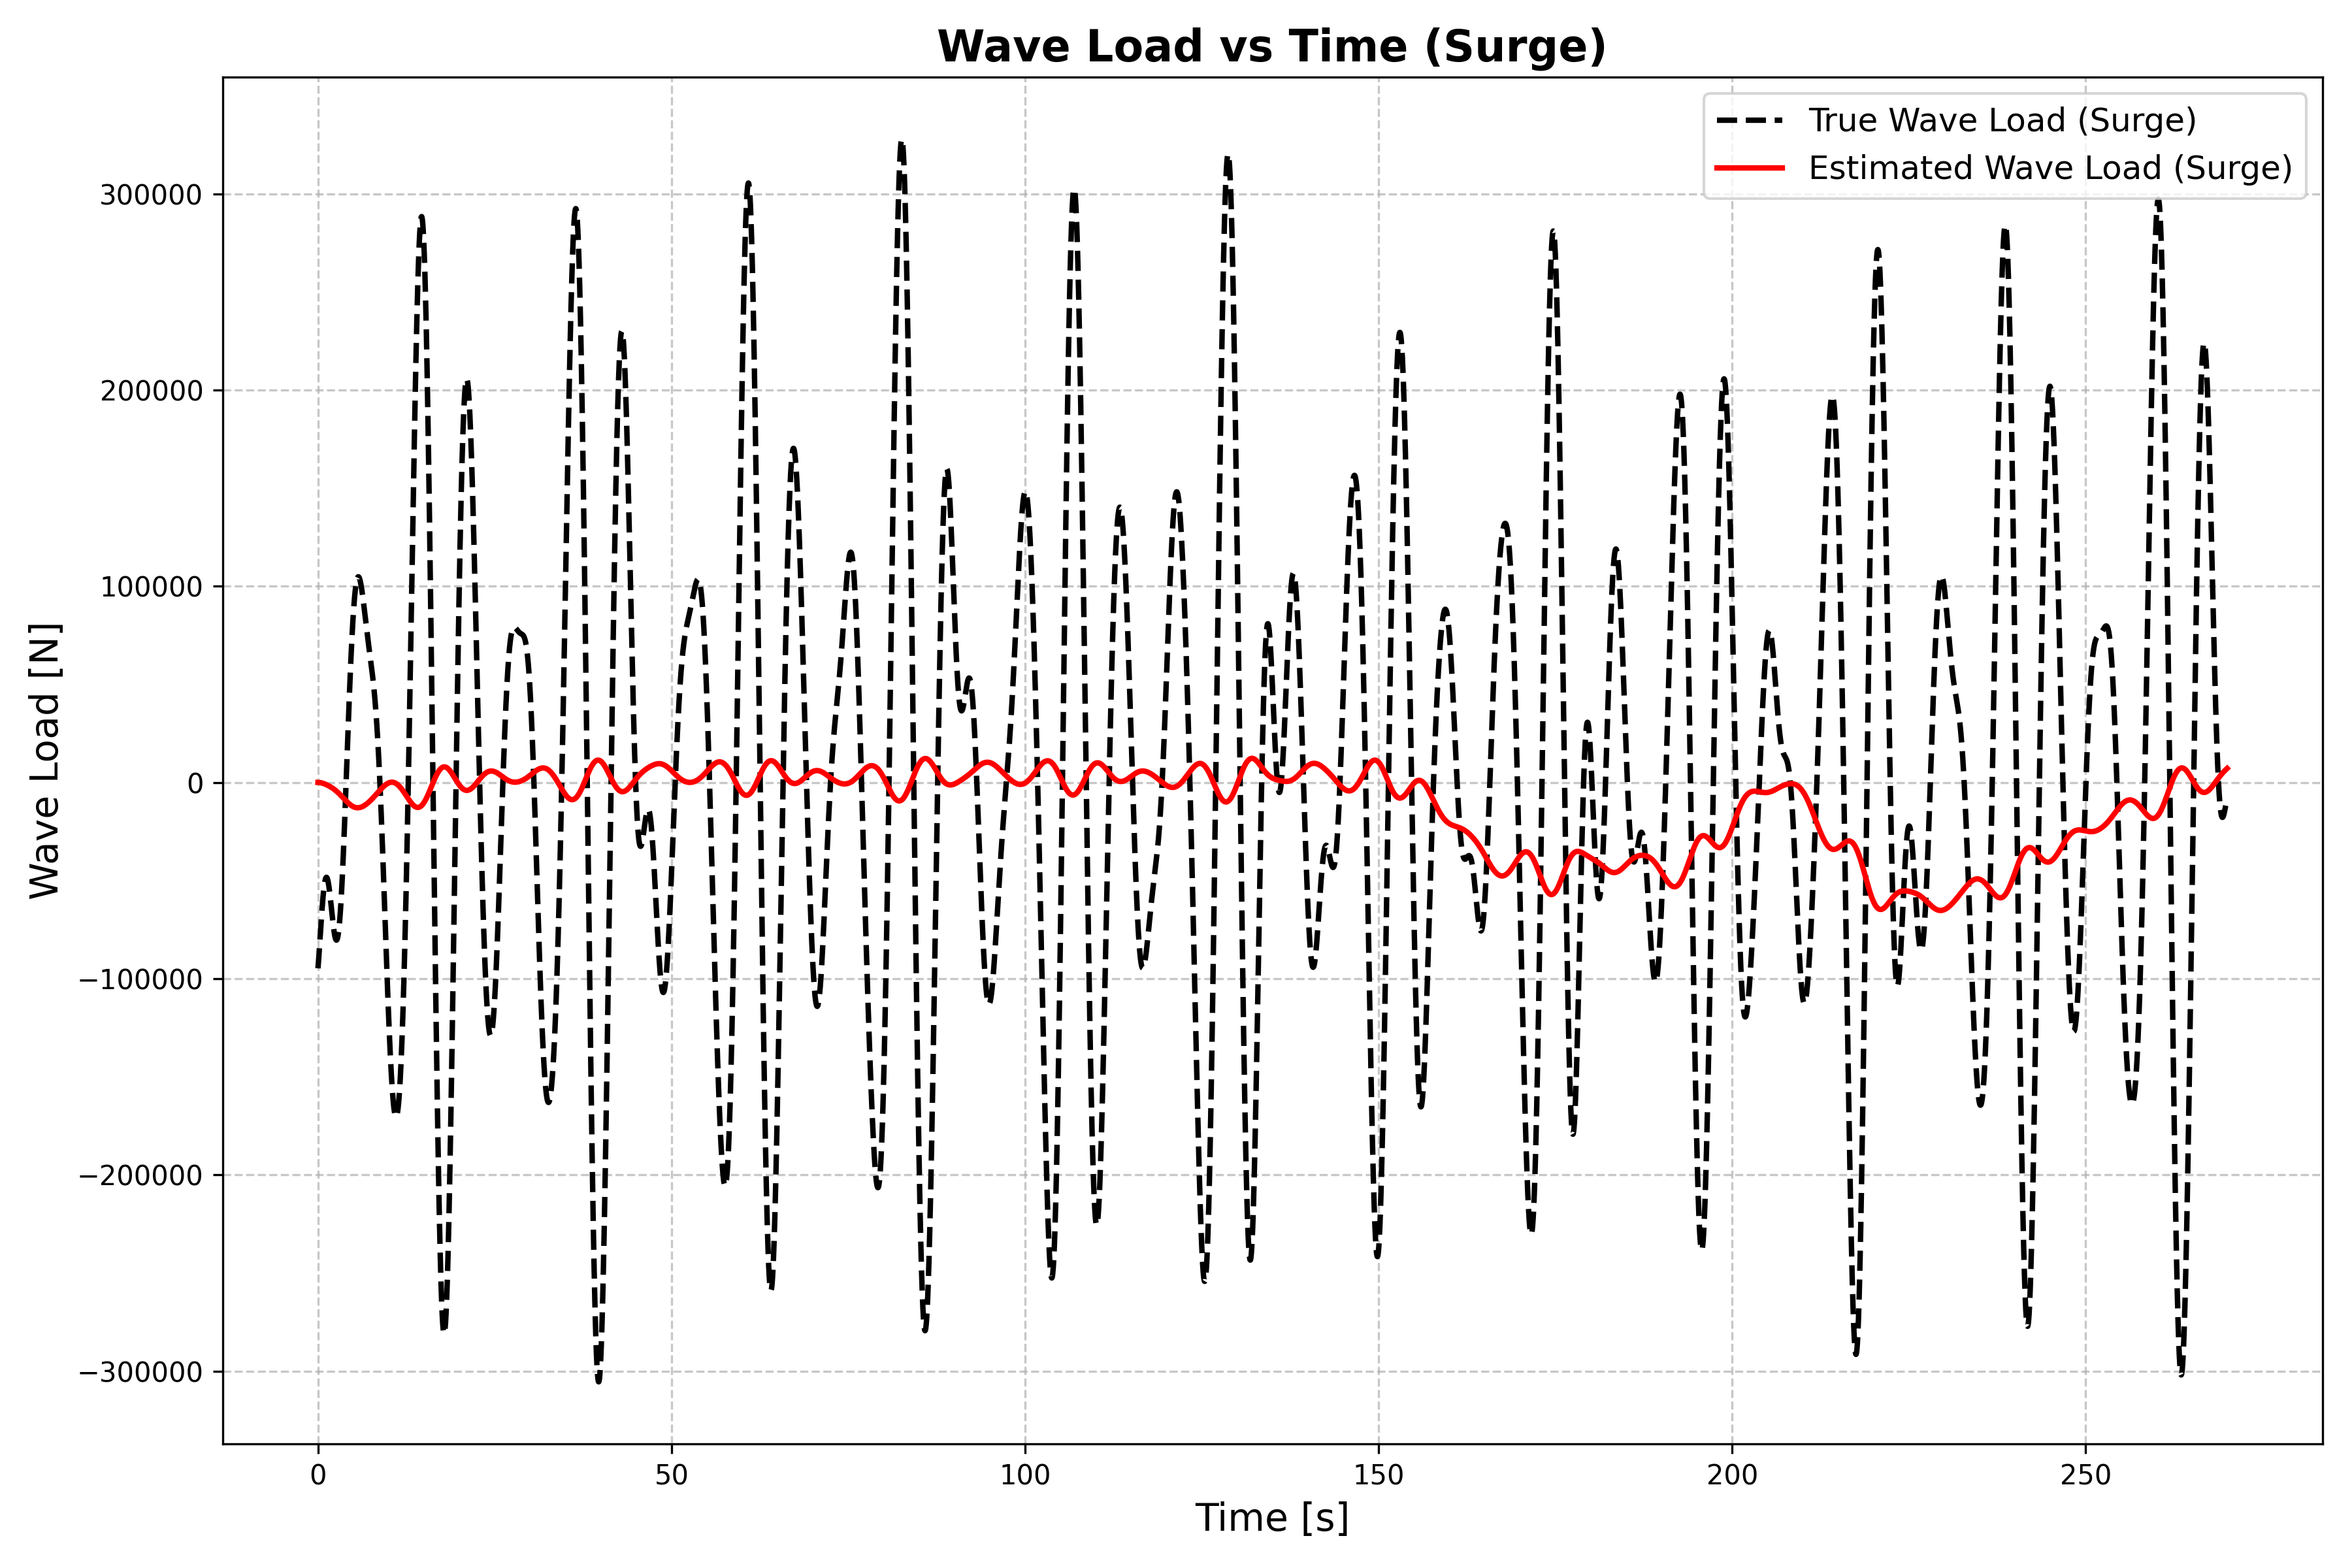 Wave Load vs Time (Surge)
True Wave Load (Surge)
Estimated Wave Load (Surge)
Wave Load [N]
300000
200000
100000
0
−100000
−200000
−300000
0 50 100 150 200 250
Time [s]